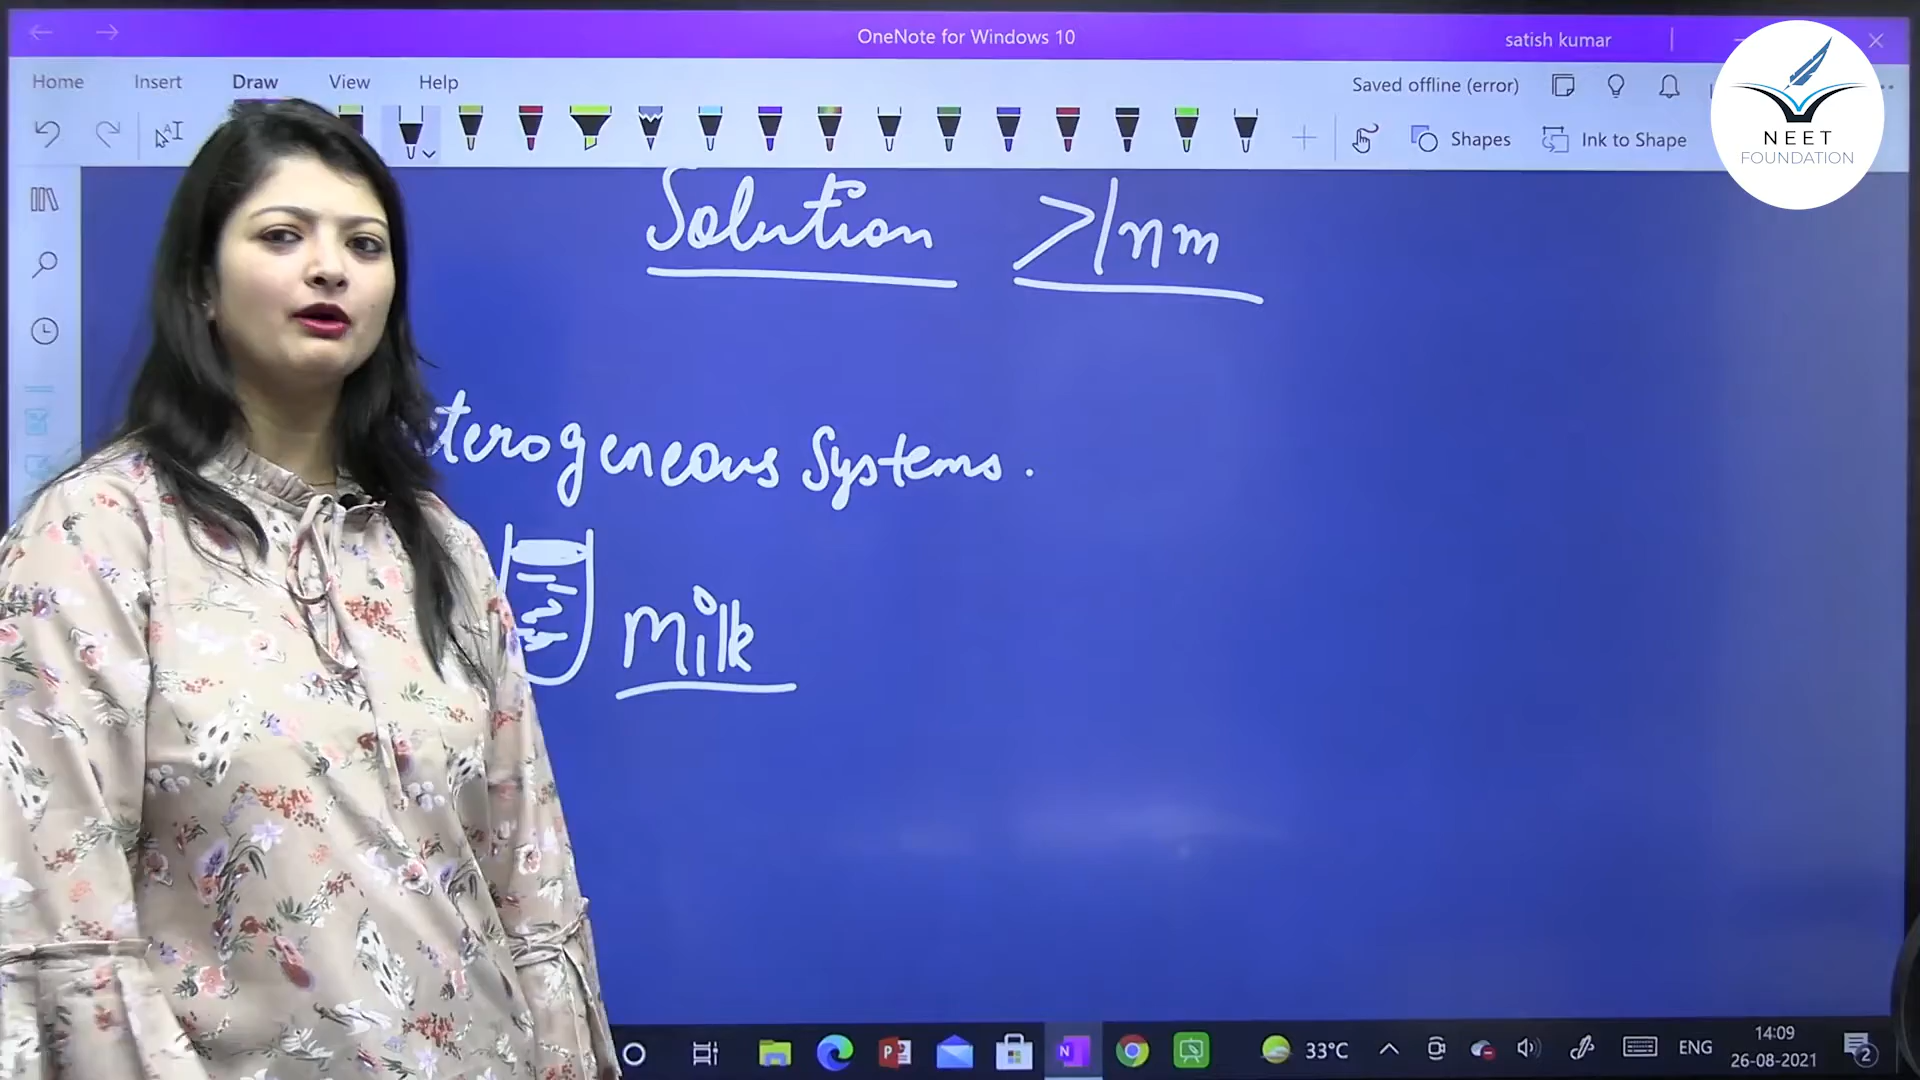 OneNote for Windows 10
satish kumar
Home Insert Draw View Help
Saved offline (error)
Shapes
Ink to Shape
NEET
FOUNDATION
Solution >1nm
terogeneous Systems.
Milk
33°C
ENG
14:09
26-08-2021
2